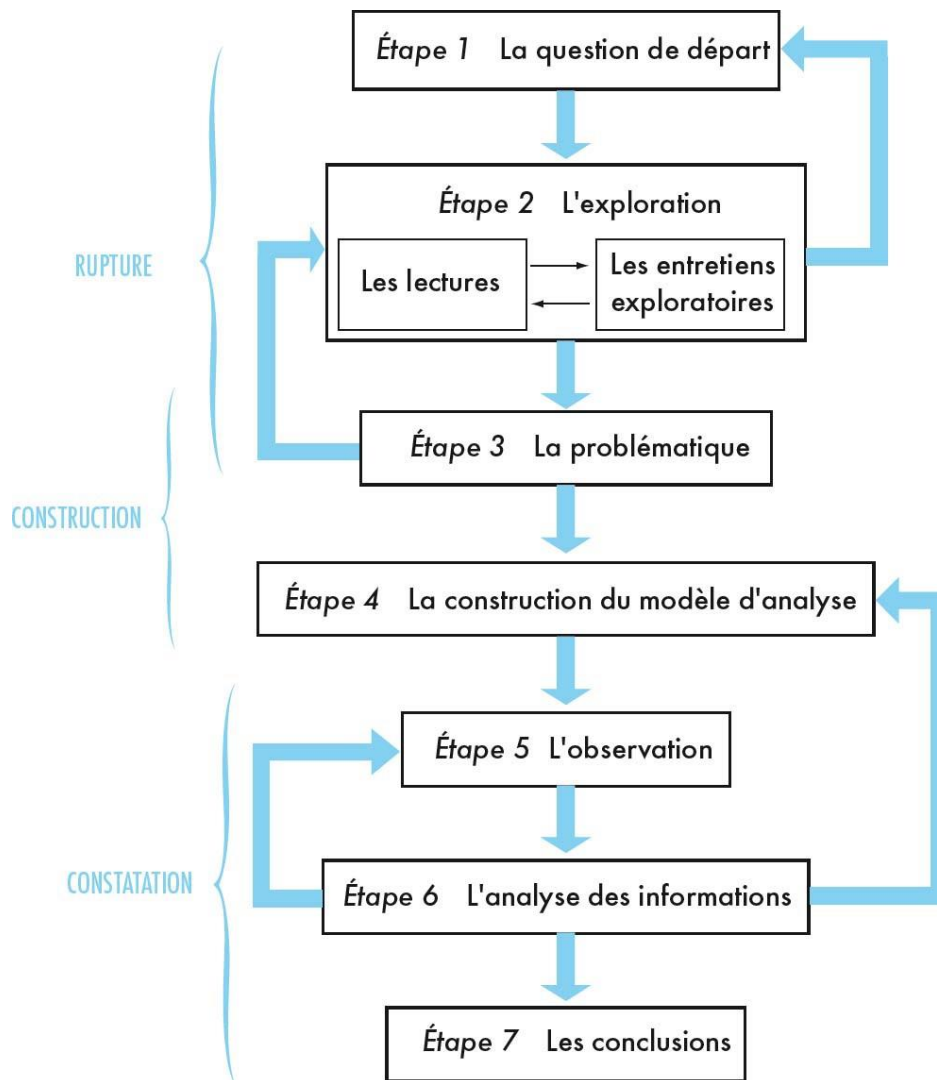 Étape 1 La question de départ
Étape 2 L'exploration
RUPTURE
Les lectures
Les entretiens
exploratoires
Étape 3 La problématique
CONSTRUCTION
Étape 4 La construction du modèle d'analyse
Étape 5 L'observation
CONSTATATION
Étape 6 L'analyse des informations
Étape 7 Les conclusions